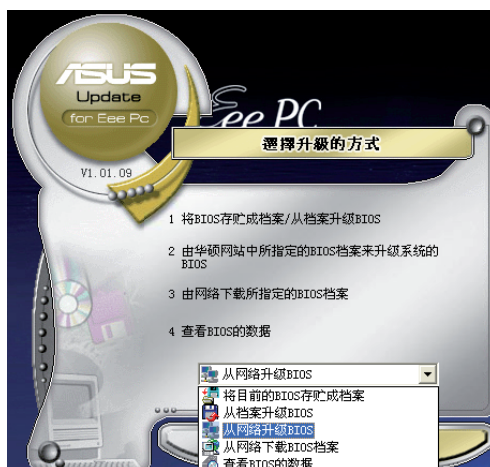 ASUS
Update
for Eee Pc
Eee PC
選擇升級的方式
V1.01.09
1 将BIOS存贮成档案/从档案升级BIOS
2 由华硕网站中所指定的BIOS档案来升级系统的
BIOS
3 由网络下载所指定的BIOS档案
4 查看BIOS的数据
从网络升级BIOS
将目前的BIOS存贮成档案
从档案升级BIOS
从网络升级BIOS
从网络下载BIOS档案
查看BIOS的数据